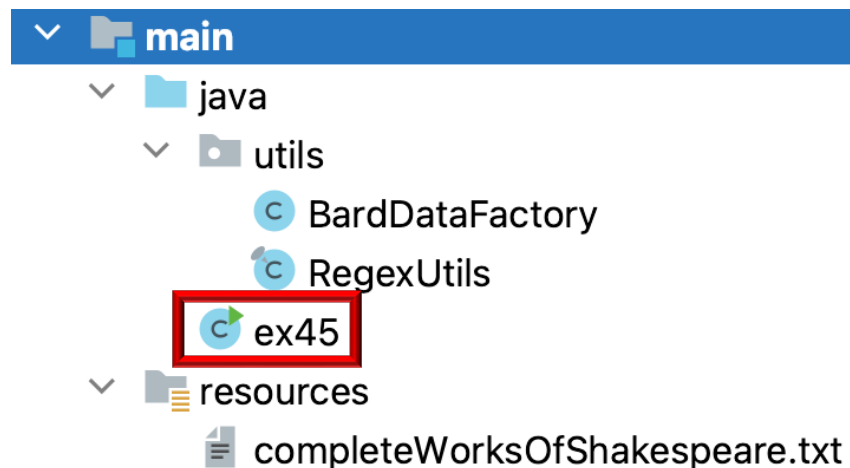 main
java
utils
C BardDataFactory
C RegexUtils
C ex45
resources
completeWorksOfShakespeare.txt